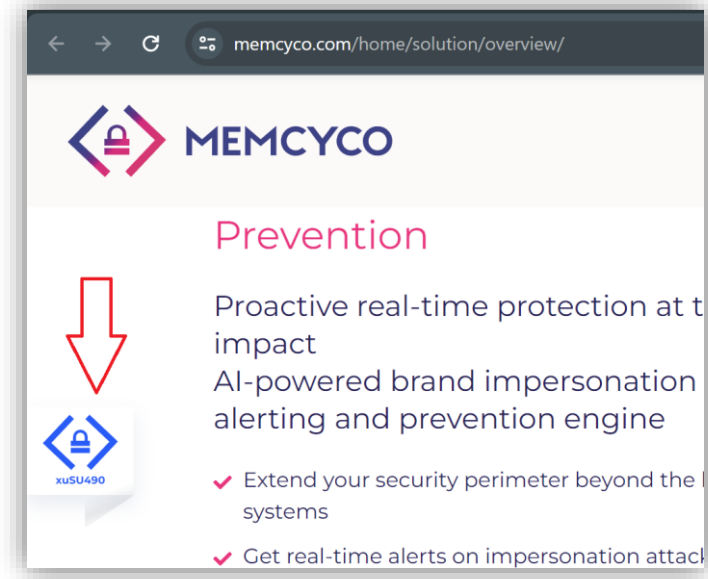 memcyco.com/home/solution/overview/
MEMCYCO
Prevention
Proactive real-time protection at
impact
AI-powered brand impersonation
alerting and prevention engine
xuSU490
Extend your security perimeter beyond the
systems
Get real-time alerts on impersonation